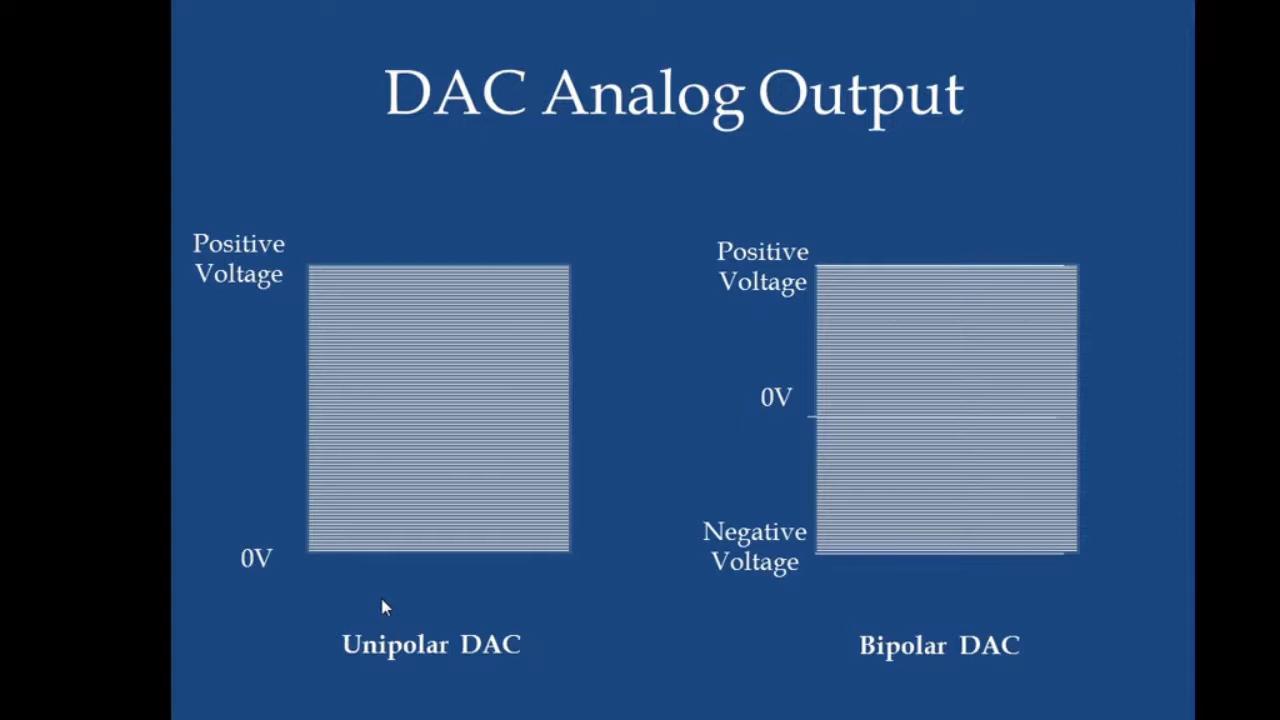 DAC Analog Output
Positive
Voltage
0V
Unipolar DAC
Positive
Voltage
0V
Negative
Voltage
Bipolar DAC